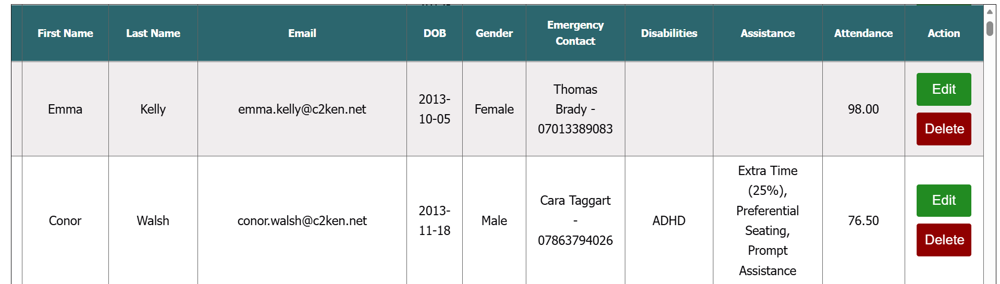 First Name Last Name Email DOB Gender Emergency Contact Disabilities Assistance Attendance Action
Emma Kelly emma.kelly@c2ken.net 2013-10-05 Female Thomas Brady - 07013389083 98.00 Edit Delete
Conor Walsh conor.walsh@c2ken.net 2013-11-18 Male Cara Taggart - 07863794026 ADHD Extra Time (25%), Preferential Seating, Prompt Assistance 76.50 Edit Delete